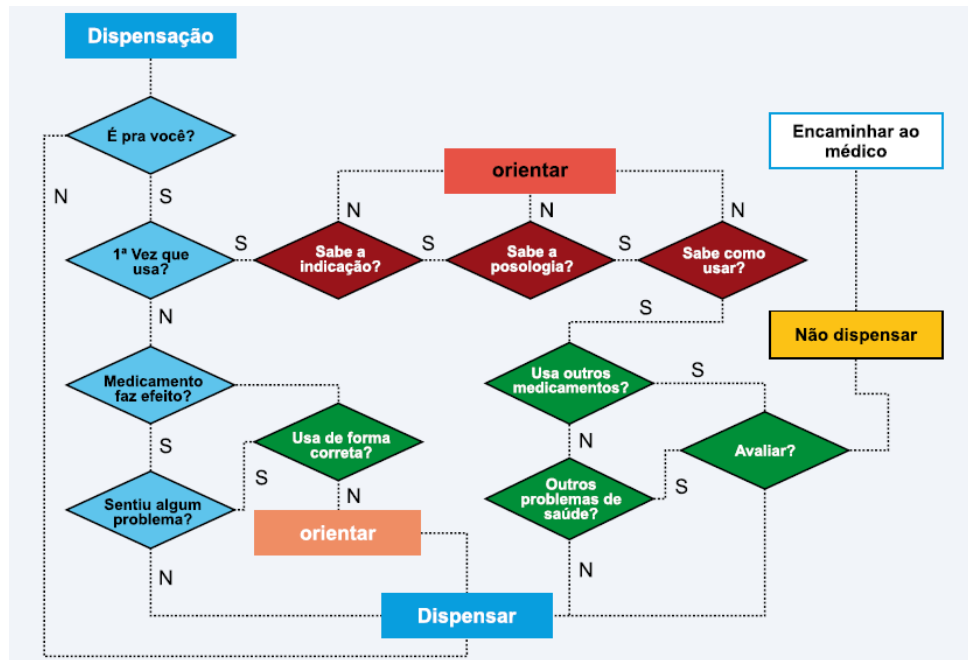 Dispensação
É pra você?
N
S
1ª Vez que
usa?
S
N
Medicamento
faz efeito?
S
Sentiu algum
problema?
N
S
Usa de forma
correta?
N
orientar
Dispensar
orientar
N
N
N
Sabe a
indicação?
S
Sabe a
posologia?
S
Sabe como
usar?
S
Usa outros
medicamentos?
S
N
Outros
problemas de
saúde?
S
N
Avaliar?
Não dispensar
Encaminhar ao
médico